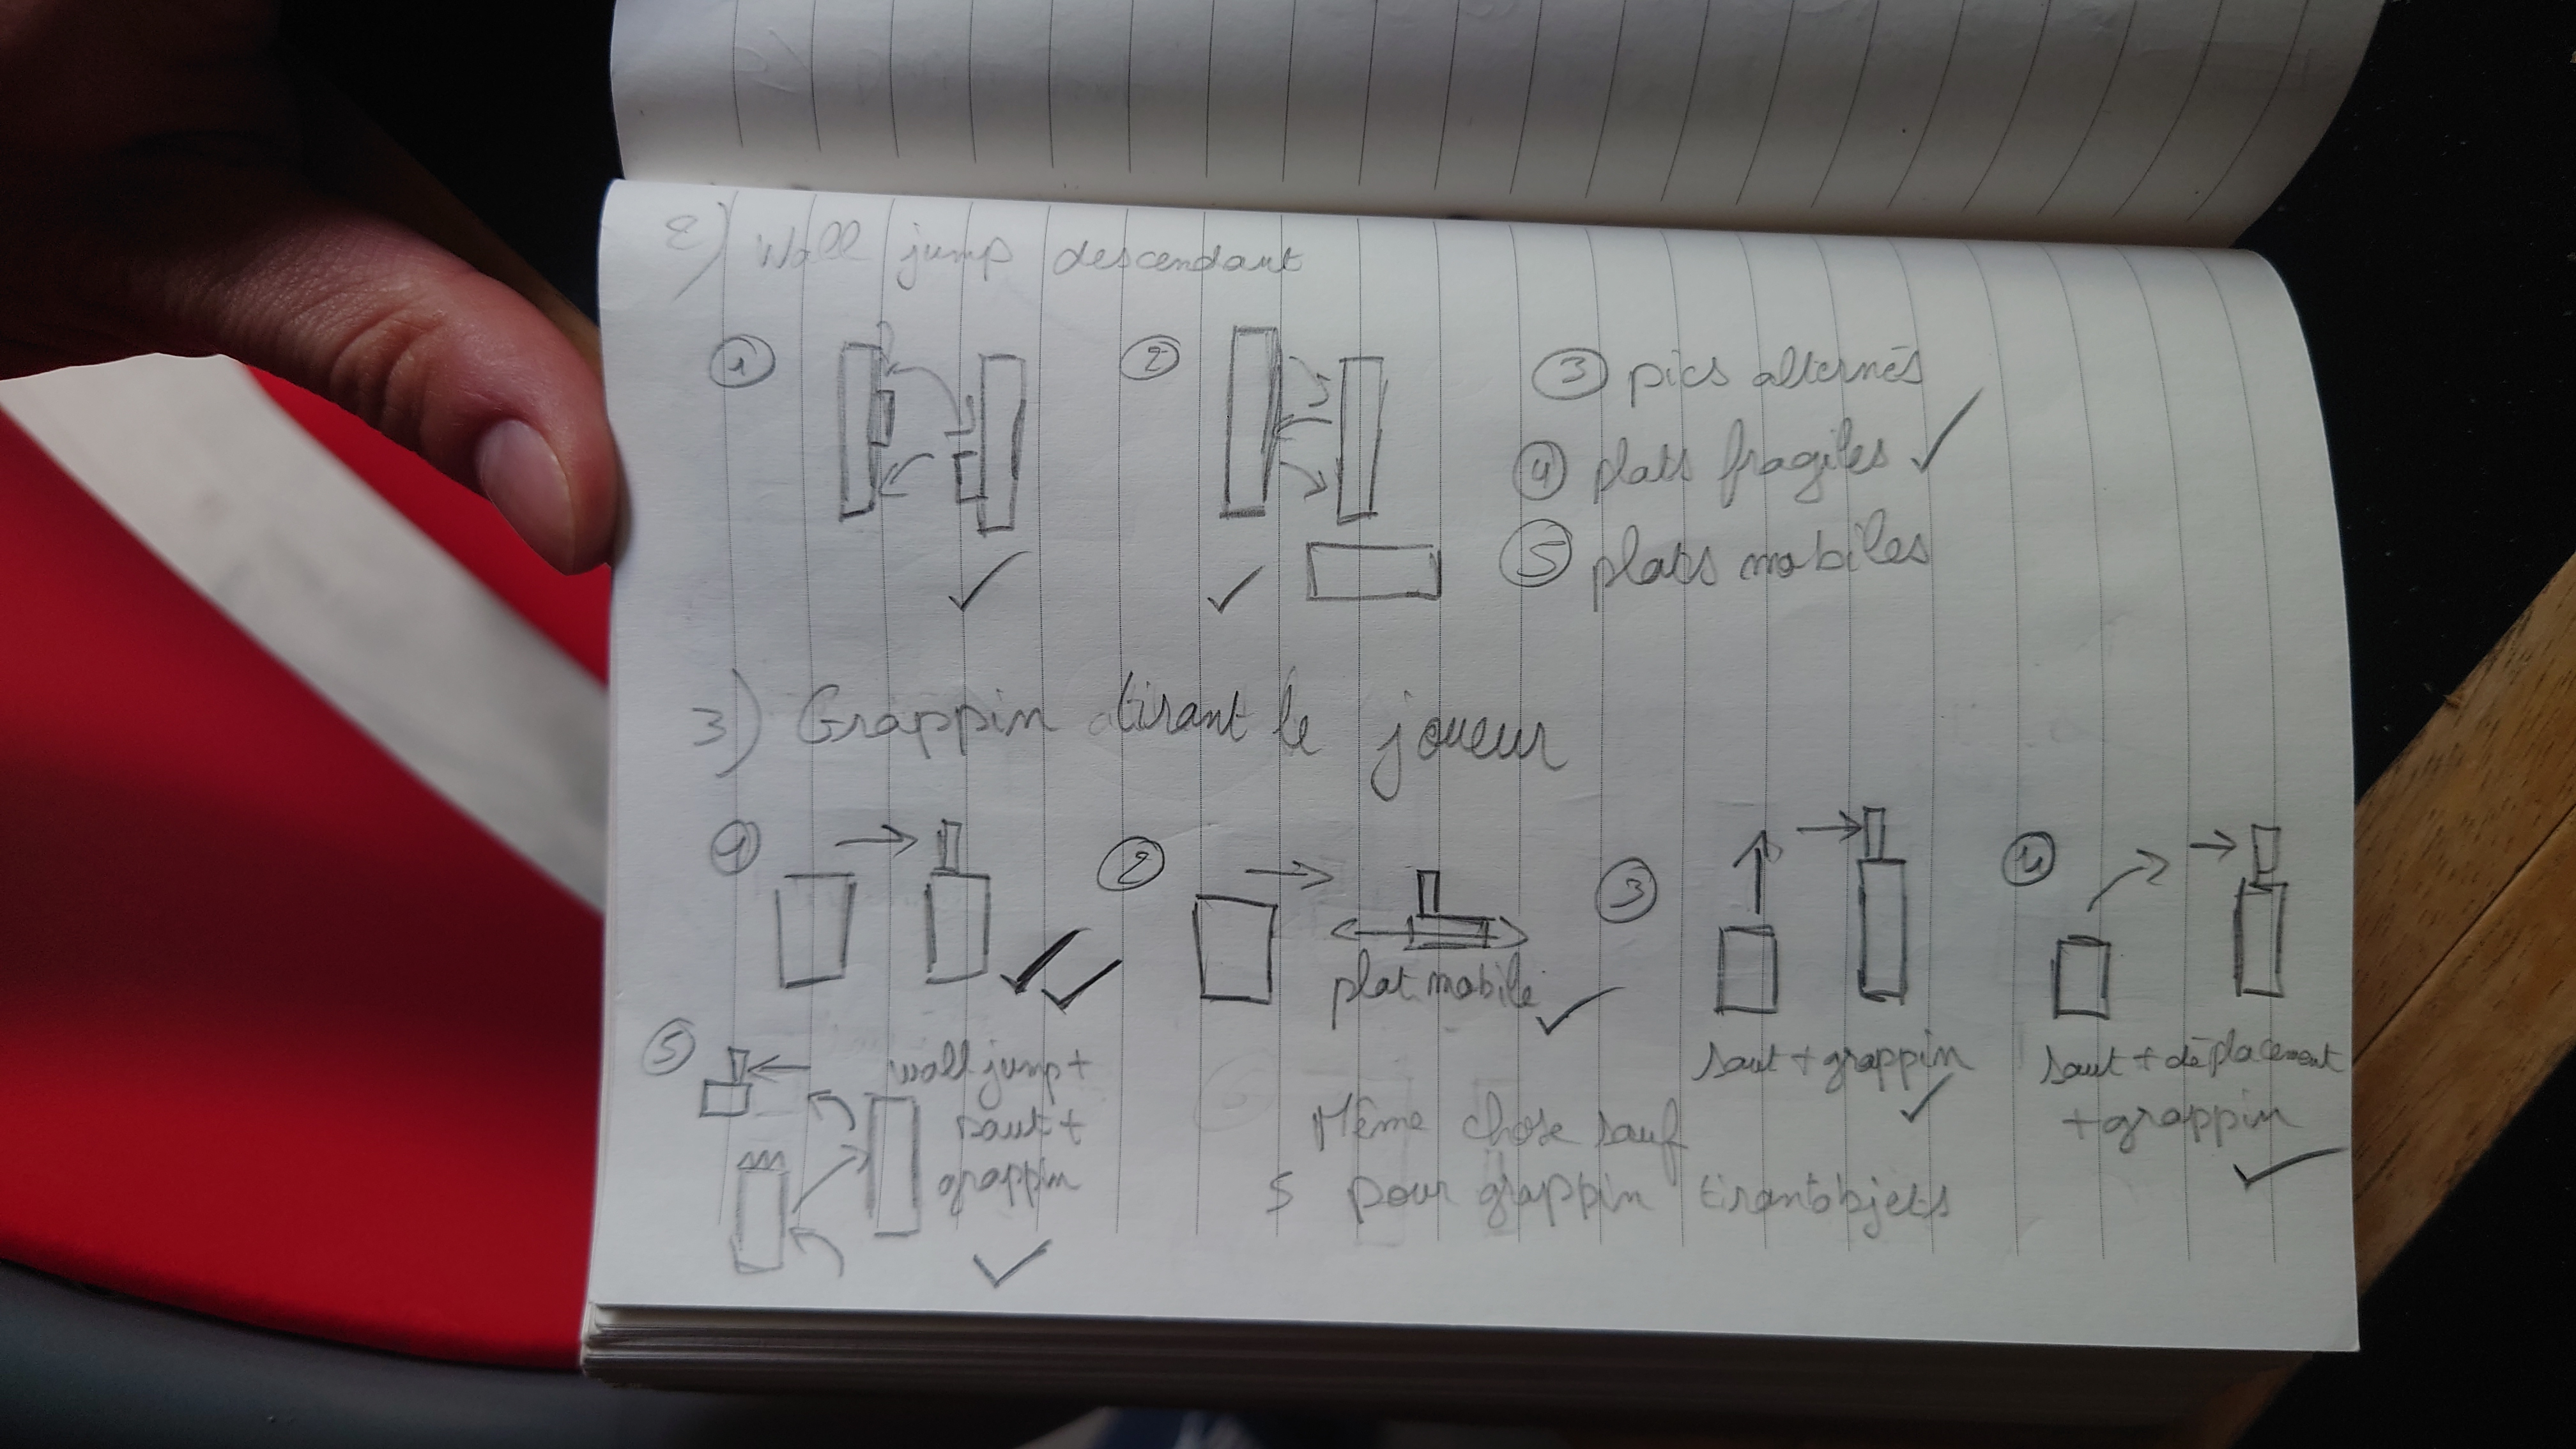 2) Wall jump descendant
① ② ③ pics alternés
④ plats fragiles ✓
⑤ plats mobiles
✓ ✓
3) Grappin tirant le joueur
① ② ③ ④
plat mobile ✓
✓✓
saut + grappin ✓
saut + déplacement
+ grappin ✓
⑤ wall jump +
saut +
grappin
✓
Même chose sauf
5 pour grappin tirant objets